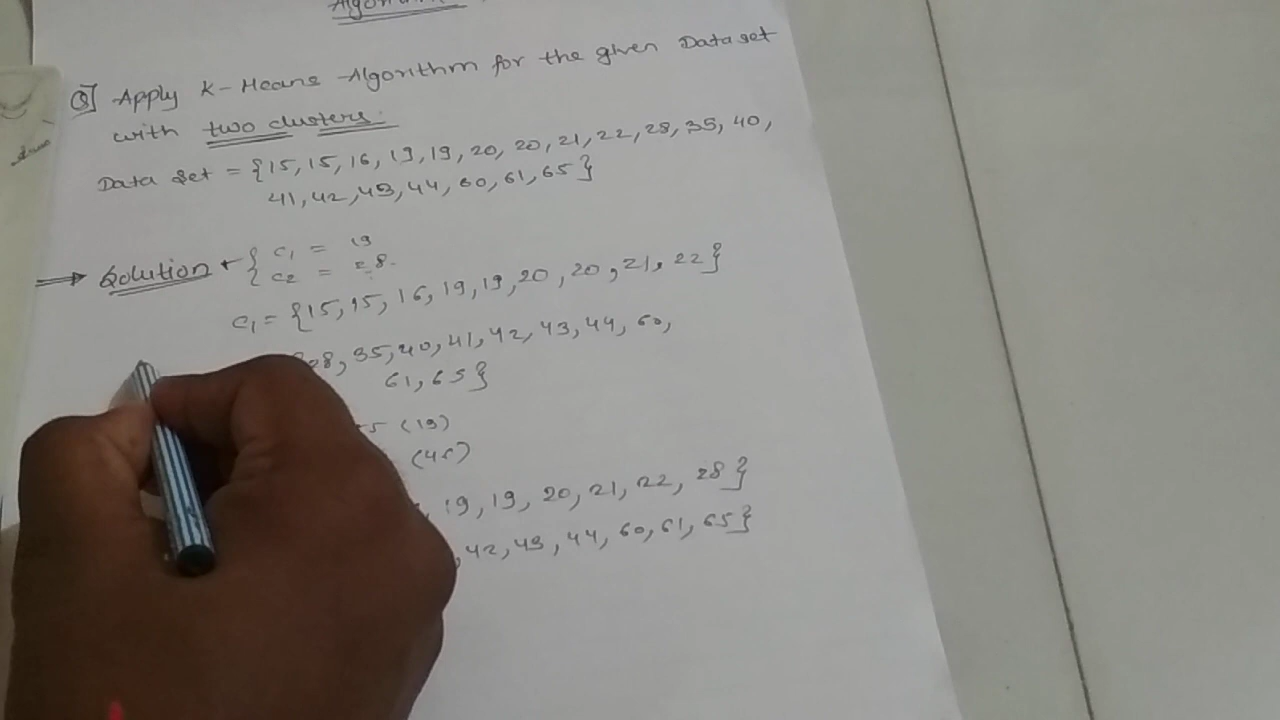 Algorithm
Q] Apply K-Means Algorithm for the given Dataset
with two clusters.
Data Set = {15, 15, 16, 19, 19, 20, 20, 21, 22, 28, 35, 40,
41, 42, 43, 44, 60, 61, 65}
⇒ Solution { C1 = 19
C2 = 28.
C1 = {15, 15, 16, 19, 19, 20, 20, 21, 22}
28, 35, 40, 41, 42, 43, 44, 60,
61, 65}
(19)
19, 19, 20, 21, 22, 28}
, 42, 43, 44, 60, 61, 65}